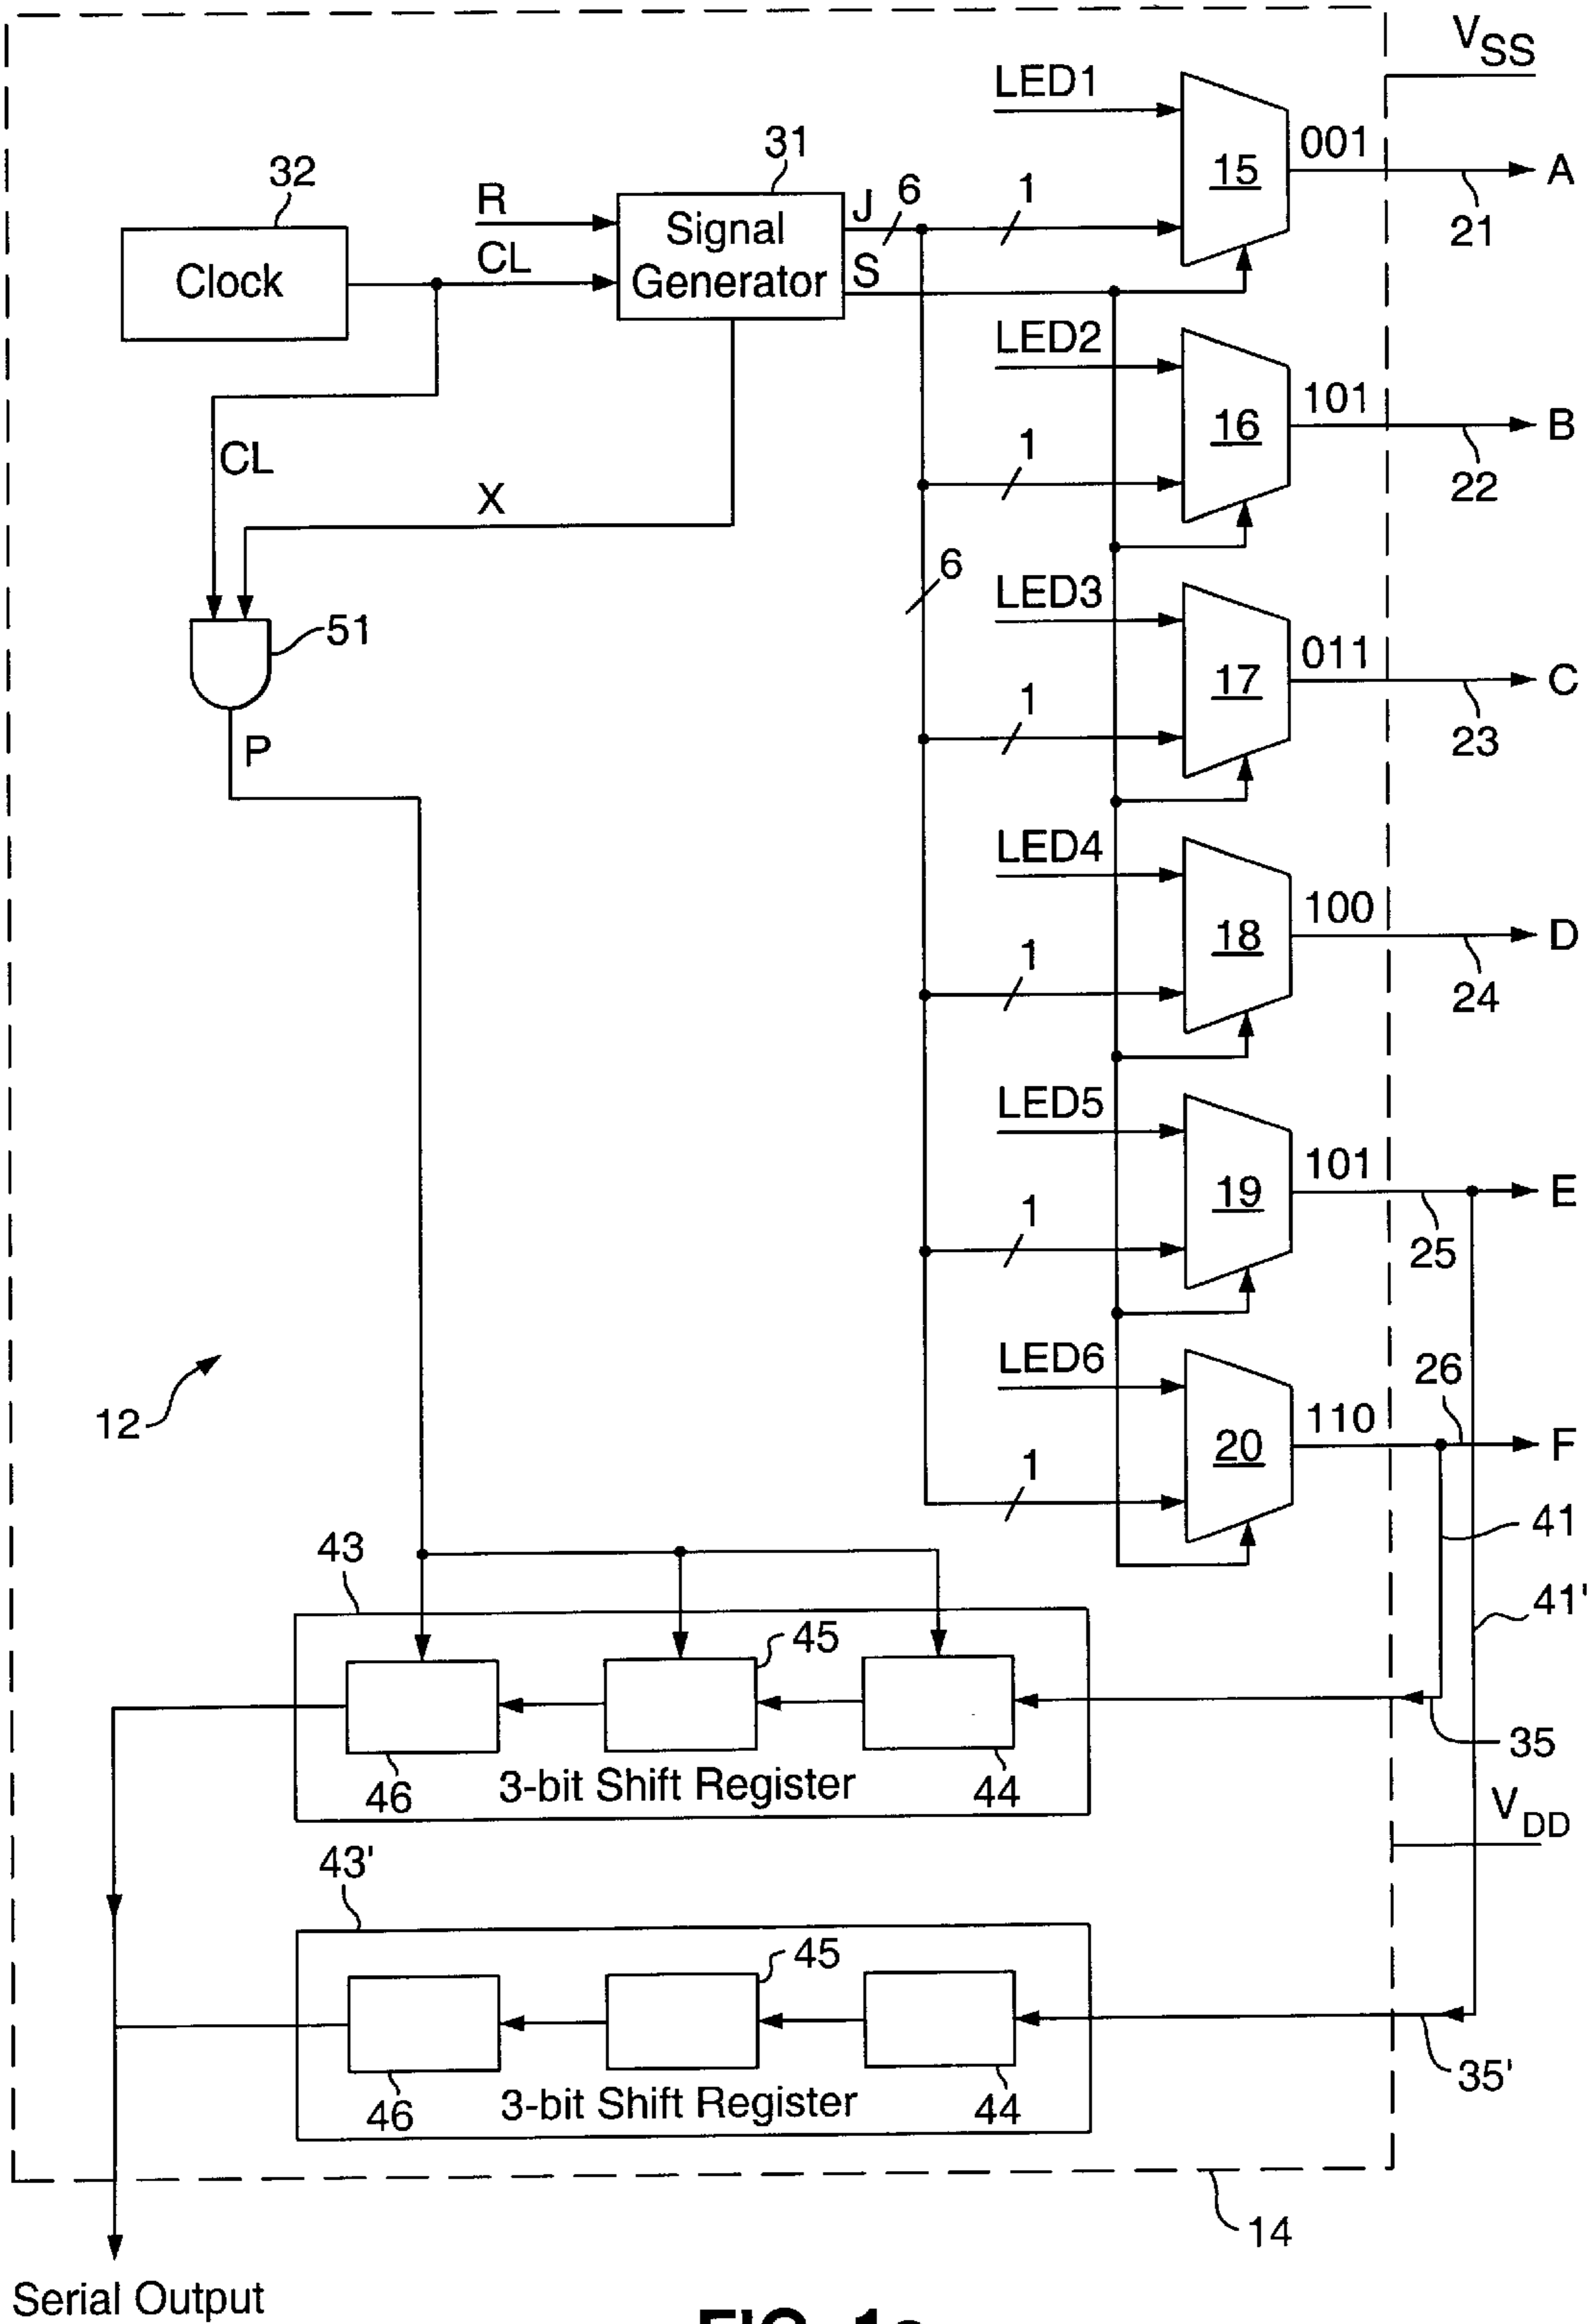 VSS
LED1
31
001
32
15
A
R
J
6
1
Signal
Generator
21
Clock
CL
S
LED2
101
16
B
CL
1
22
X
6
LED3
51
011
17
C
1
P
23
LED4
100
18
D
1
24
LED5
101
19
E
1
25
LED6
26
12
110
20
F
1
43
41
41'
45
35
46
3-bit Shift Register
44
VDD
43'
45
35'
46
3-bit Shift Register
44
14
Serial Output